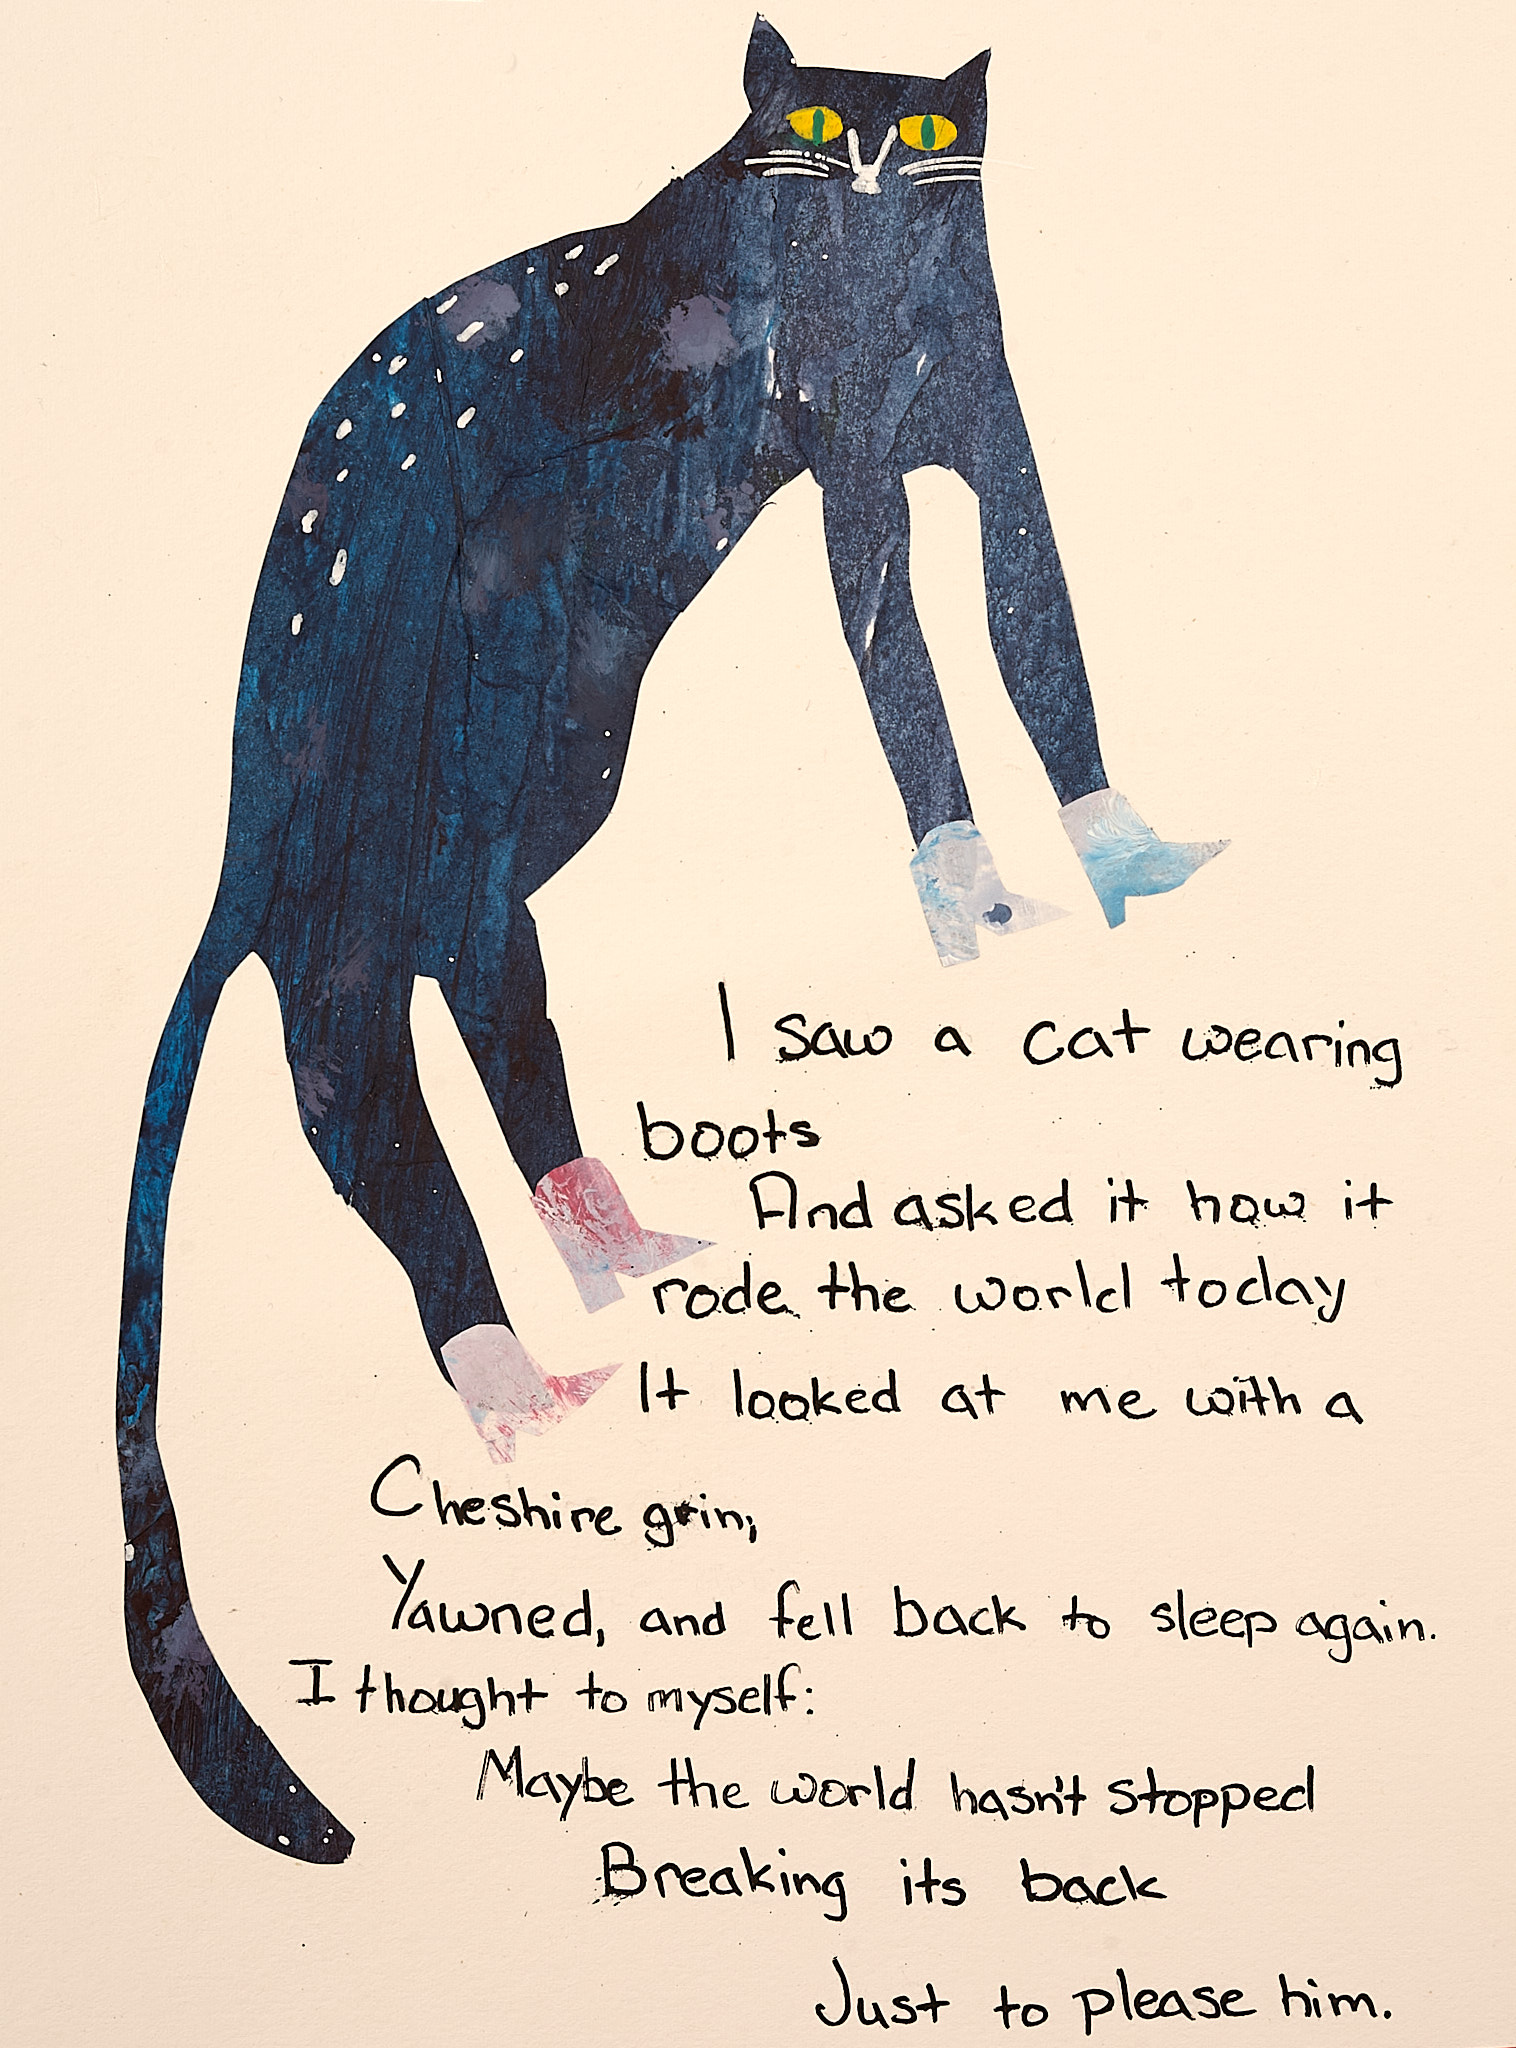 I saw a cat wearing
boots
And asked it how it
rode the world today
It looked at me with a
Cheshire grin;
Yawned, and fell back to sleep again.
I thought to myself:
Maybe the world hasn't stopped
Breaking its back
Just to please him.